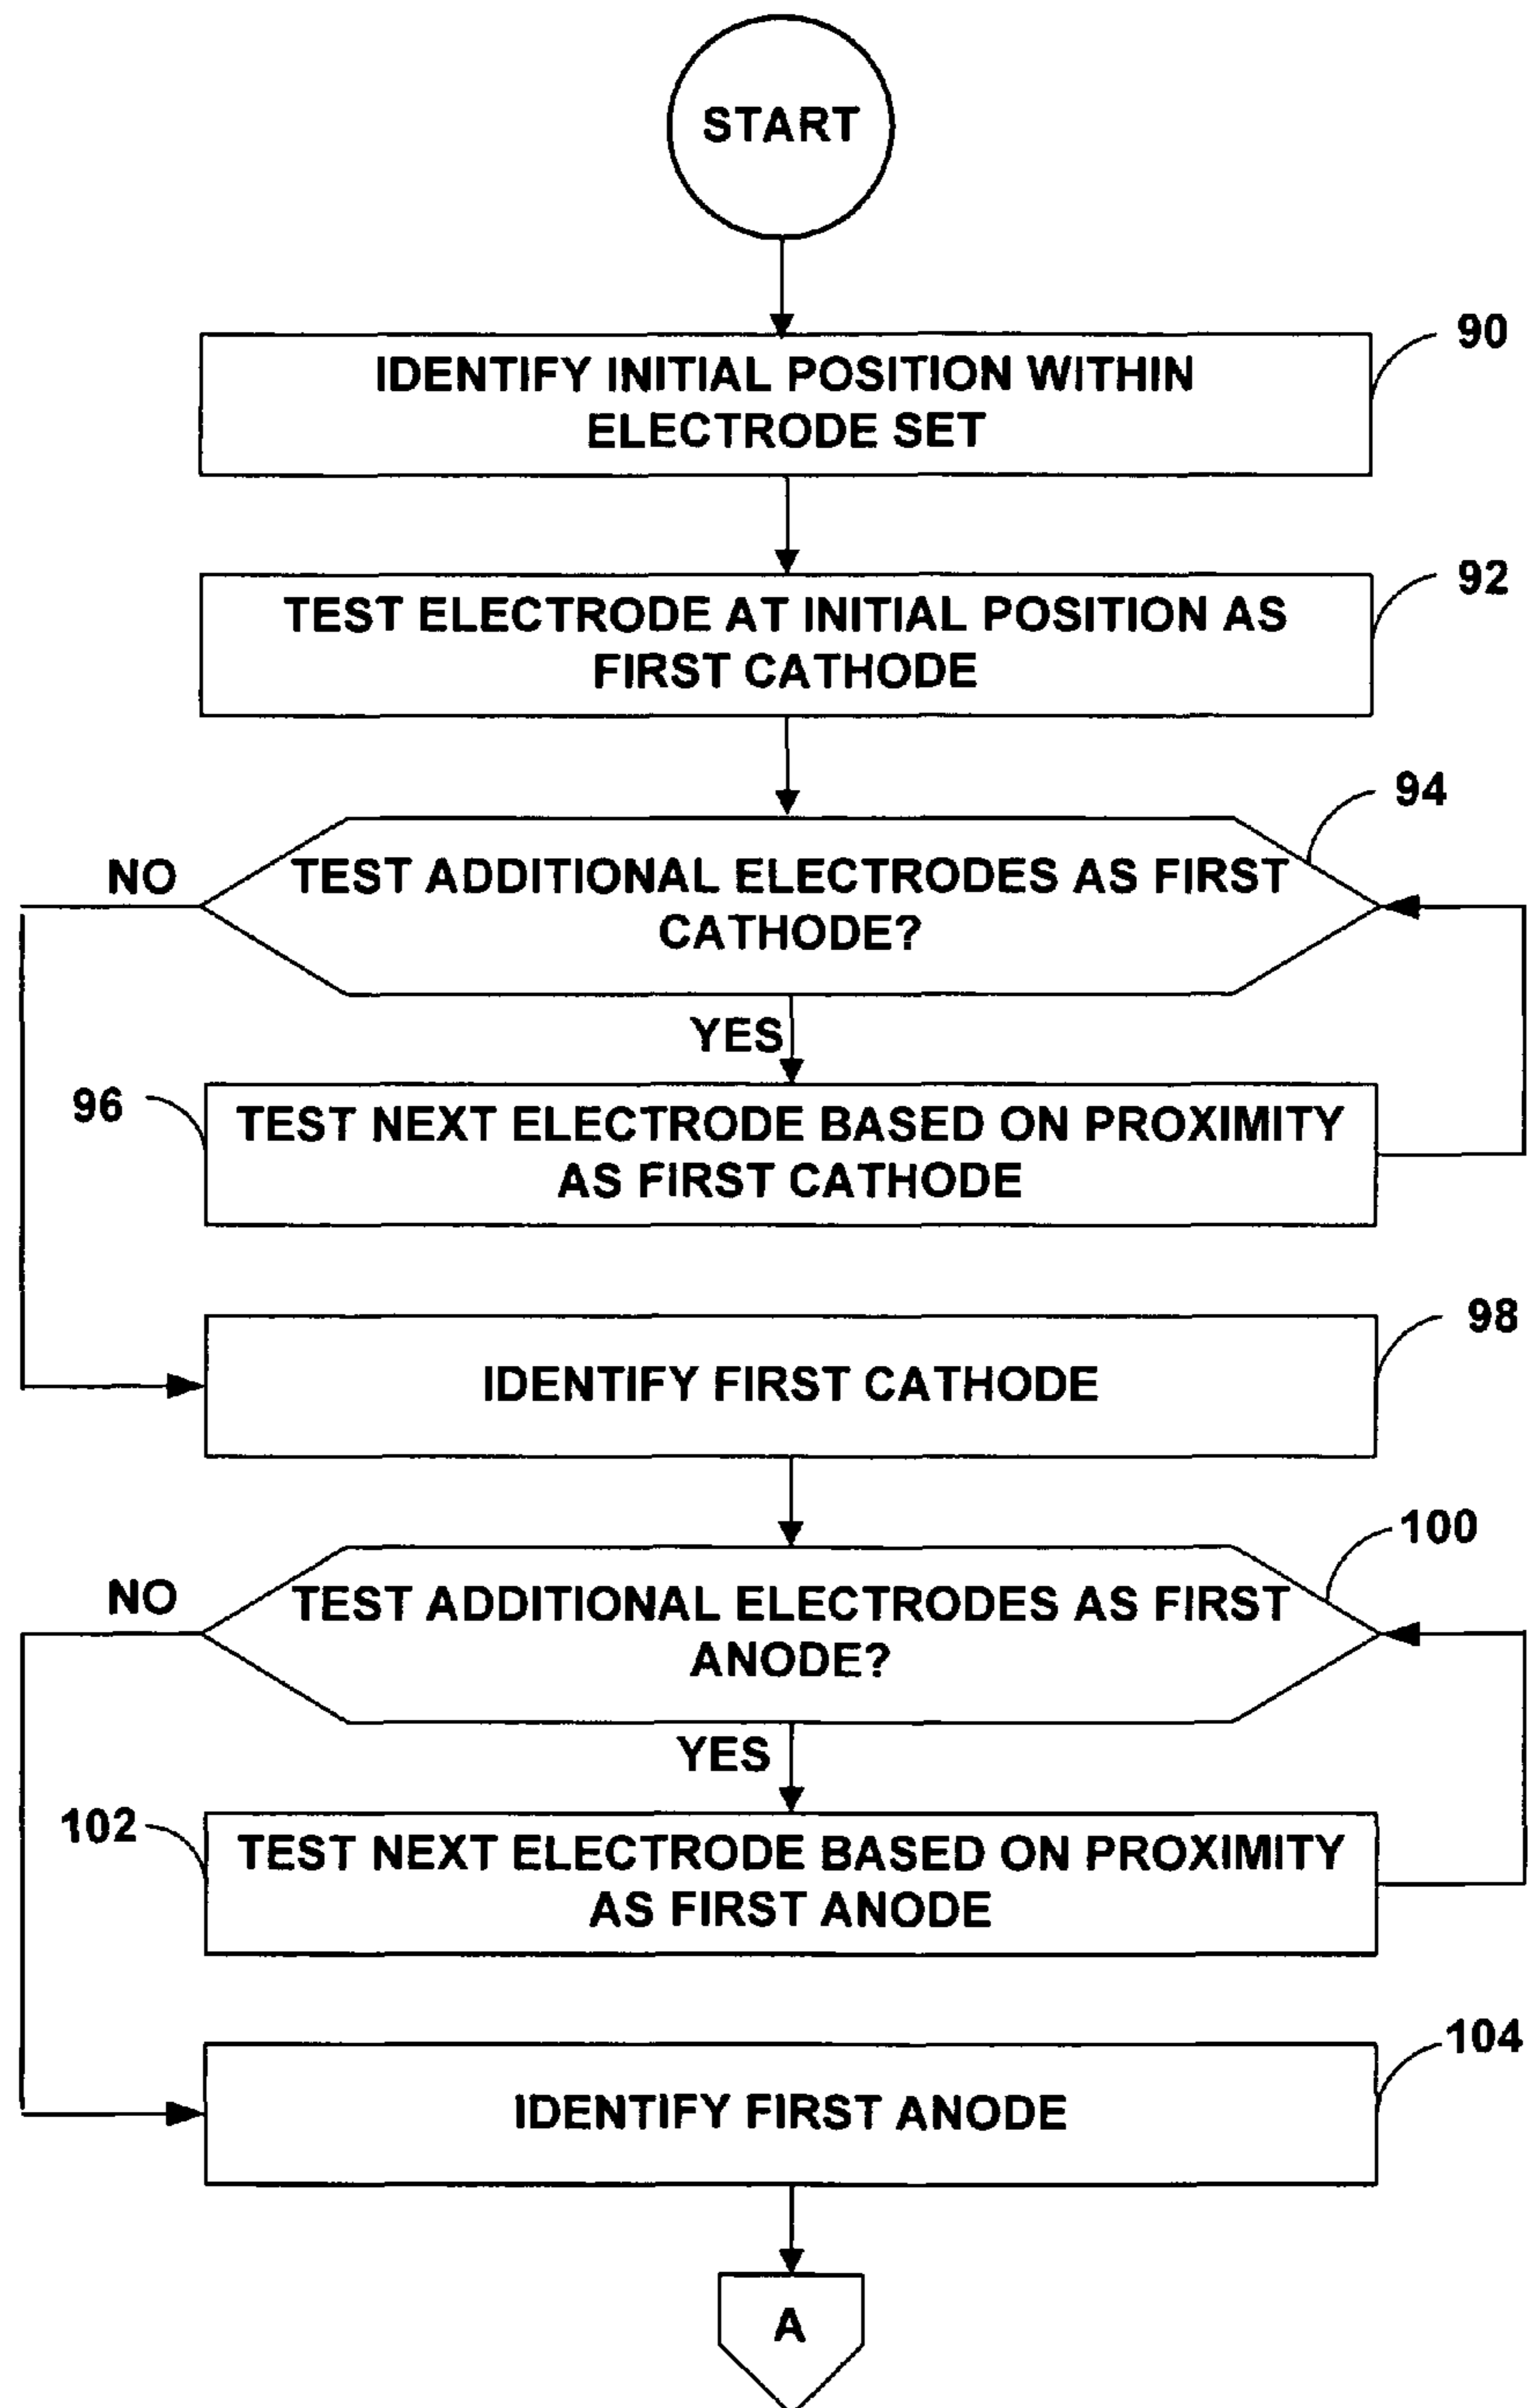 START
90
IDENTIFY INITIAL POSITION WITHIN
ELECTRODE SET
92
TEST ELECTRODE AT INITIAL POSITION AS
FIRST CATHODE
94
NO
TEST ADDITIONAL ELECTRODES AS FIRST
CATHODE?
YES
96
TEST NEXT ELECTRODE BASED ON PROXIMITY
AS FIRST CATHODE
98
IDENTIFY FIRST CATHODE
100
NO
TEST ADDITIONAL ELECTRODES AS FIRST
ANODE?
YES
102
TEST NEXT ELECTRODE BASED ON PROXIMITY
AS FIRST ANODE
104
IDENTIFY FIRST ANODE
A